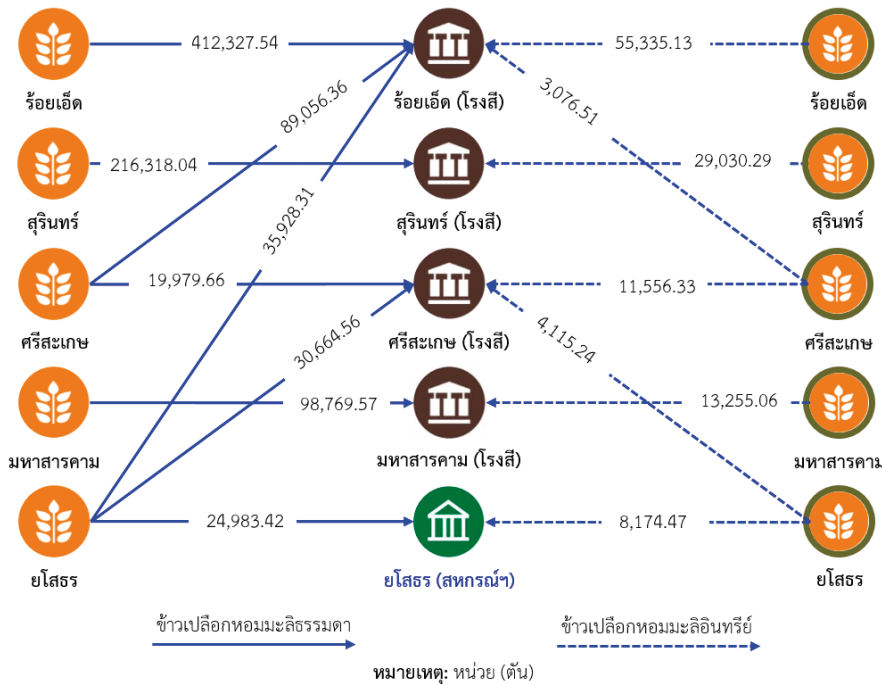 412,327.54
55,335.13
ร้อยเอ็ด
ร้อยเอ็ด (โรงสี)
ร้อยเอ็ด
89,056.36
3,076.51
216,318.04
29,030.29
สุรินทร์
สุรินทร์ (โรงสี)
สุรินทร์
35,928.31
19,979.66
11,556.33
ศรีสะเกษ
ศรีสะเกษ (โรงสี)
ศรีสะเกษ
30,664.56
4,115.24
98,769.57
13,255.06
มหาสารคาม
มหาสารคาม (โรงสี)
มหาสารคาม
24,983.42
8,174.47
ยโสธร
ยโสธร (สหกรณ์ฯ)
ยโสธร
ข้าวเปลือกหอมมะลิธรรมดา
ข้าวเปลือกหอมมะลิอินทรีย์
หมายเหตุ: หน่วย (ตัน)